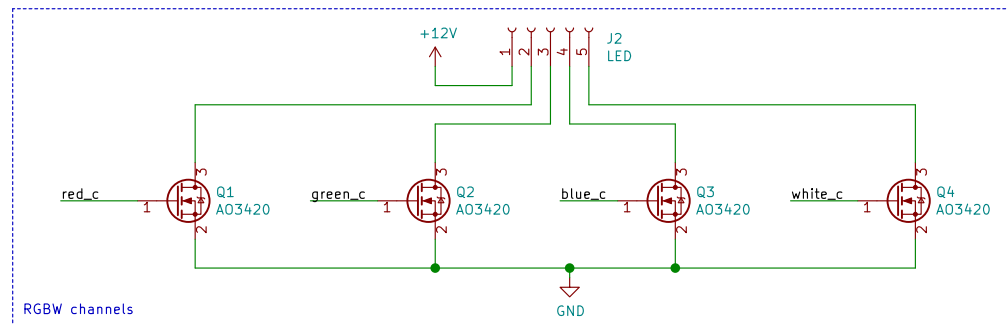 +12V
1
2
3
4
5
J2
LED
red_c
1
3
2
Q1
AO3420
green_c
1
3
2
Q2
AO3420
blue_c
1
3
2
Q3
AO3420
white_c
1
3
2
Q4
AO3420
GND
RGBW channels